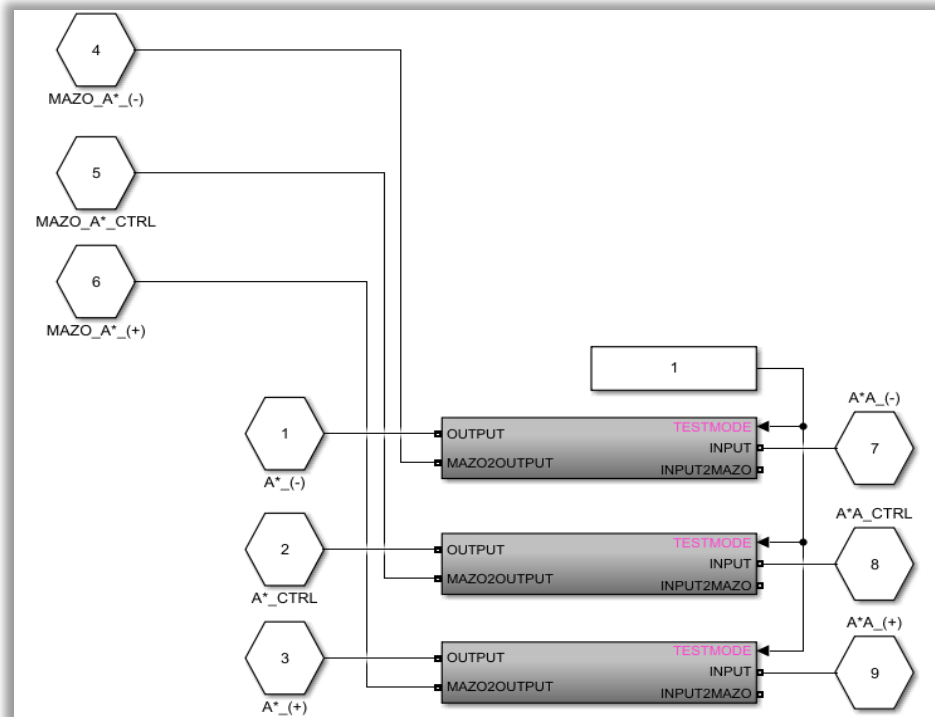 4
MAZO_A*_(-)
5
MAZO_A*_CTRL
6
MAZO_A*_(+)
1
A*A_(-)
1
A*_(-)
OUTPUT
MAZO2OUTPUT
TESTMODE
INPUT
INPUT2MAZO
7
A*A_CTRL
2
A*_CTRL
OUTPUT
MAZO2OUTPUT
TESTMODE
INPUT
INPUT2MAZO
8
A*A_(+)
3
A*_(+)
OUTPUT
MAZO2OUTPUT
TESTMODE
INPUT
INPUT2MAZO
9